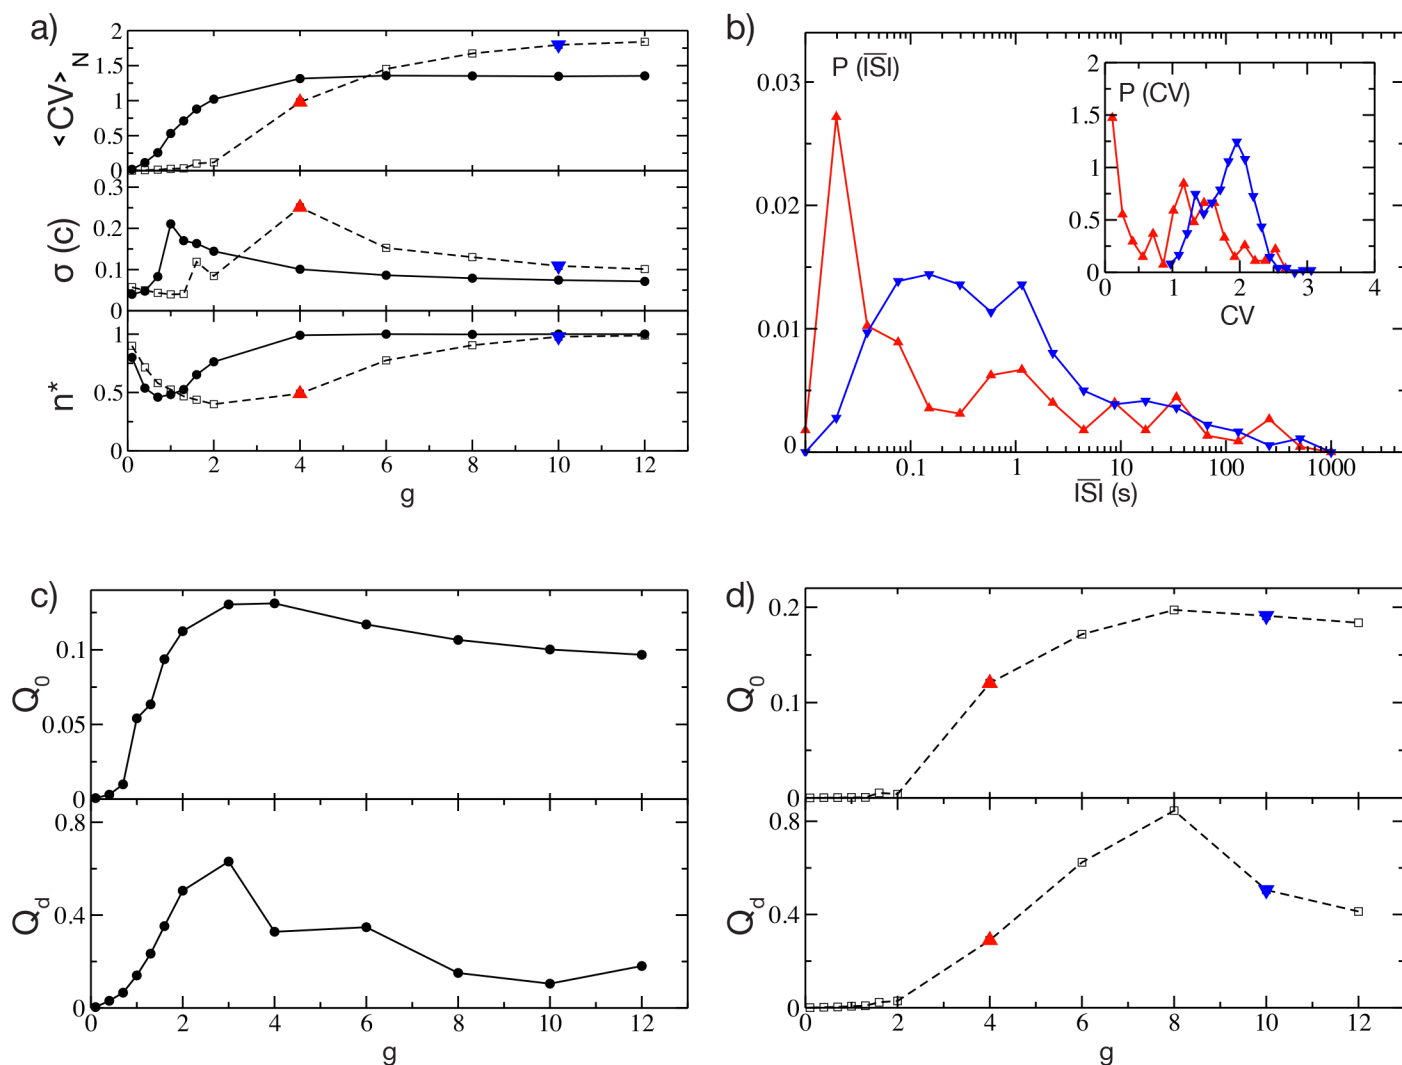 a)
2
1.5
1
0.5
0
<CV>N
0.3
0.2
0.1
0
σ (c)
1
0.5
0
n*
0 2 4 6 8 10 12
g
b)
P (ISI)
0.03
0.02
0.01
0
0.1 1 10 100 1000
ISI (s)
P (CV)
2
1.5
1
0.5
0
0 1 2 3 4
CV
c)
0.1
0.05
0
Q0
0.8
0.4
0
Qd
0 2 4 6 8 10 12
g
d)
0.2
0.1
0
Q0
0.8
0.4
0
Qd
0 2 4 6 8 10 12
g